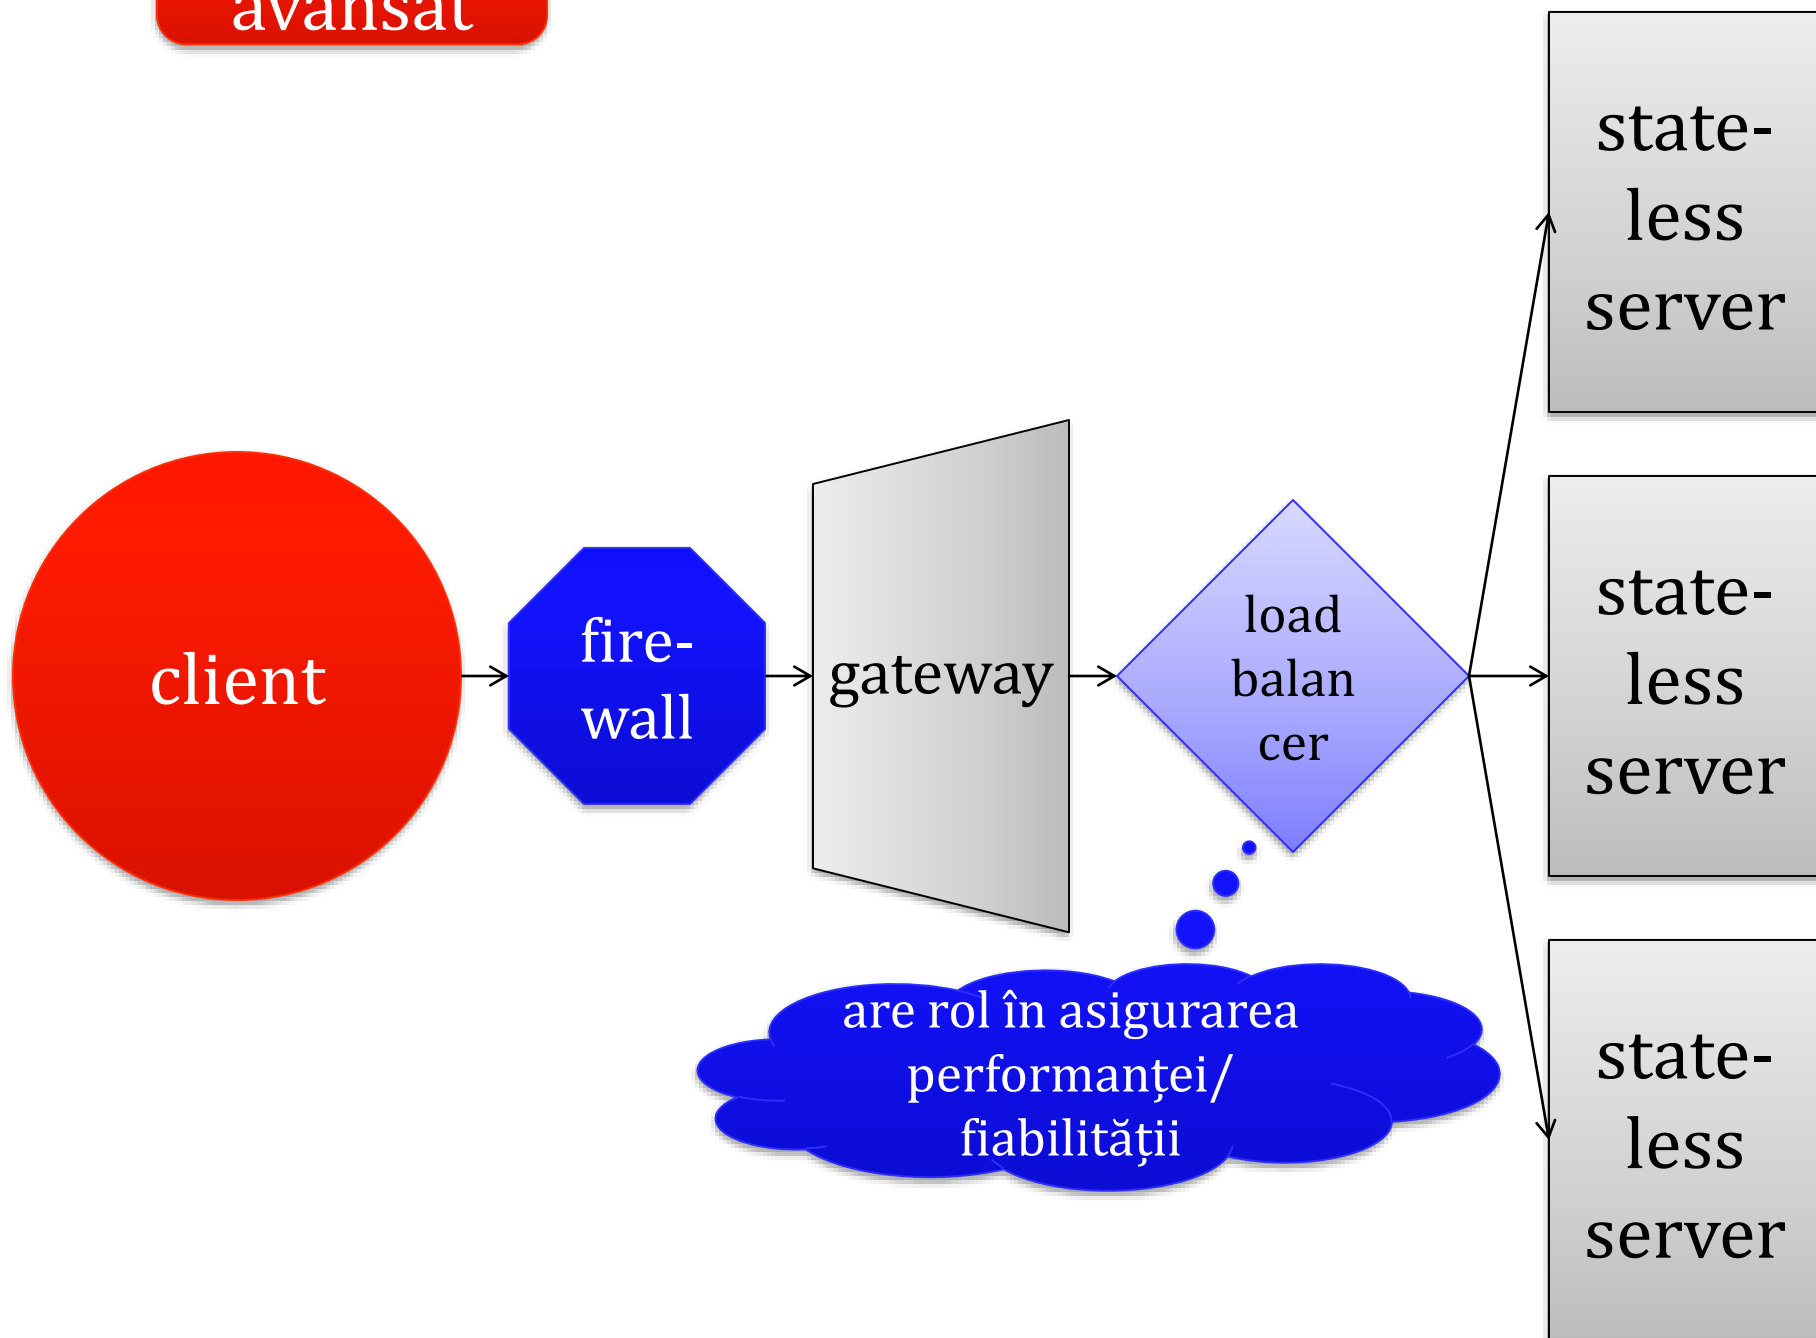 avansat
state-
less
server
client
fire-
wall
gateway
load
balan
cer
state-
less
server
are rol în asigurarea
performanței/
fiabilității
state-
less
server